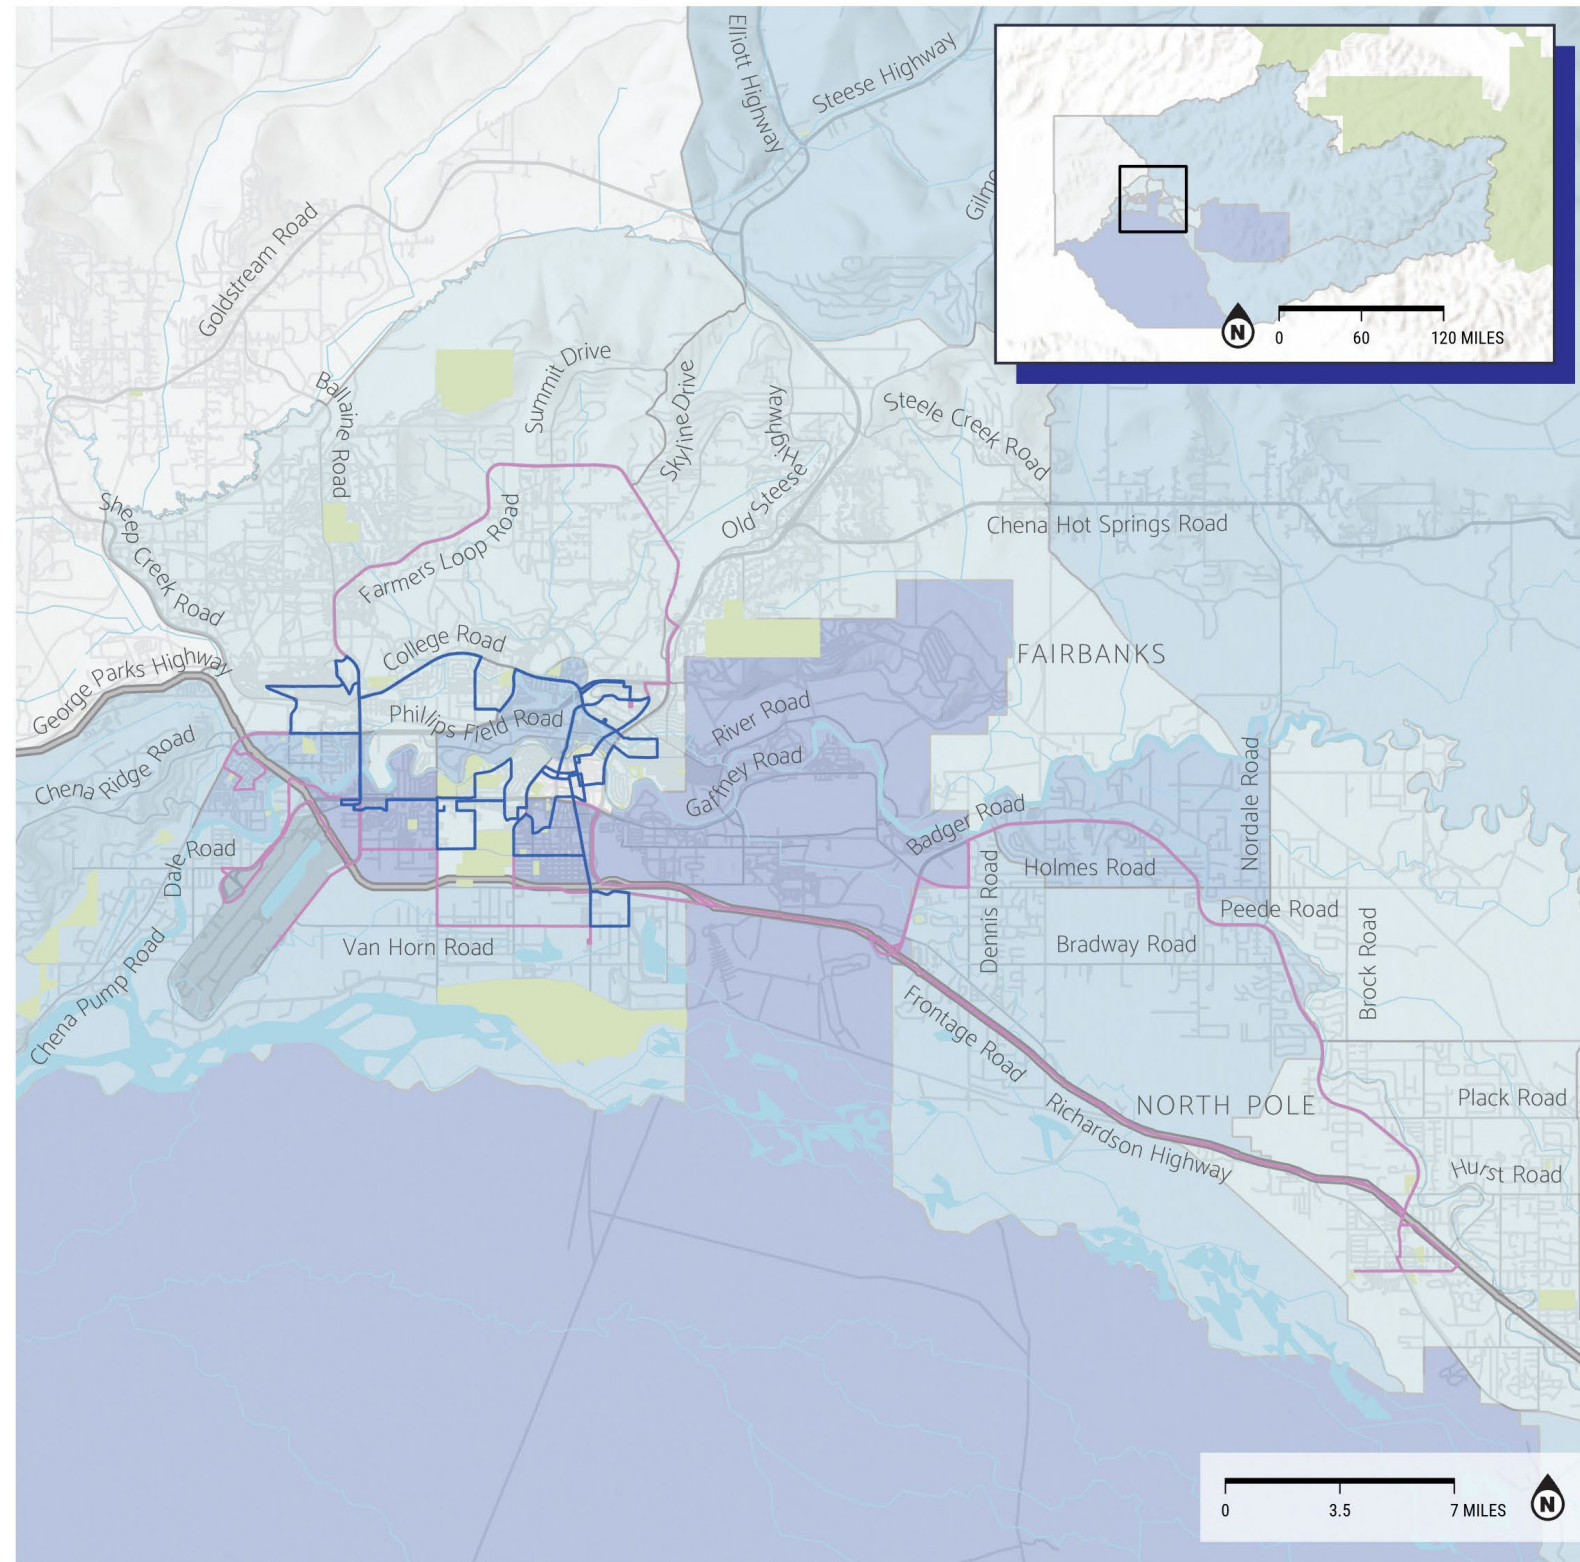 Elliott Highway
Steese Highway
Gilmo
N
0 60 120 MILES
Goldstream Road
Ballaine Road
Summit Drive
Skyline Drive
Old Steese Highway
Steele Creek Road
Chena Hot Springs Road
Sheep Creek Road
Farmers Loop Road
College Road
George Parks Highway
FAIRBANKS
Phillips Field Road
River Road
Chena Ridge Road
Gaffney Road
Nordale Road
Badger Road
Dale Road
Holmes Road
Dennis Road
Peede Road
Bradway Road
Brock Road
Van Horn Road
Chena Pump Road
Frontage Road
NORTH POLE
Plack Road
Richardson Highway
Hurst Road
0 3.5 7 MILES
N